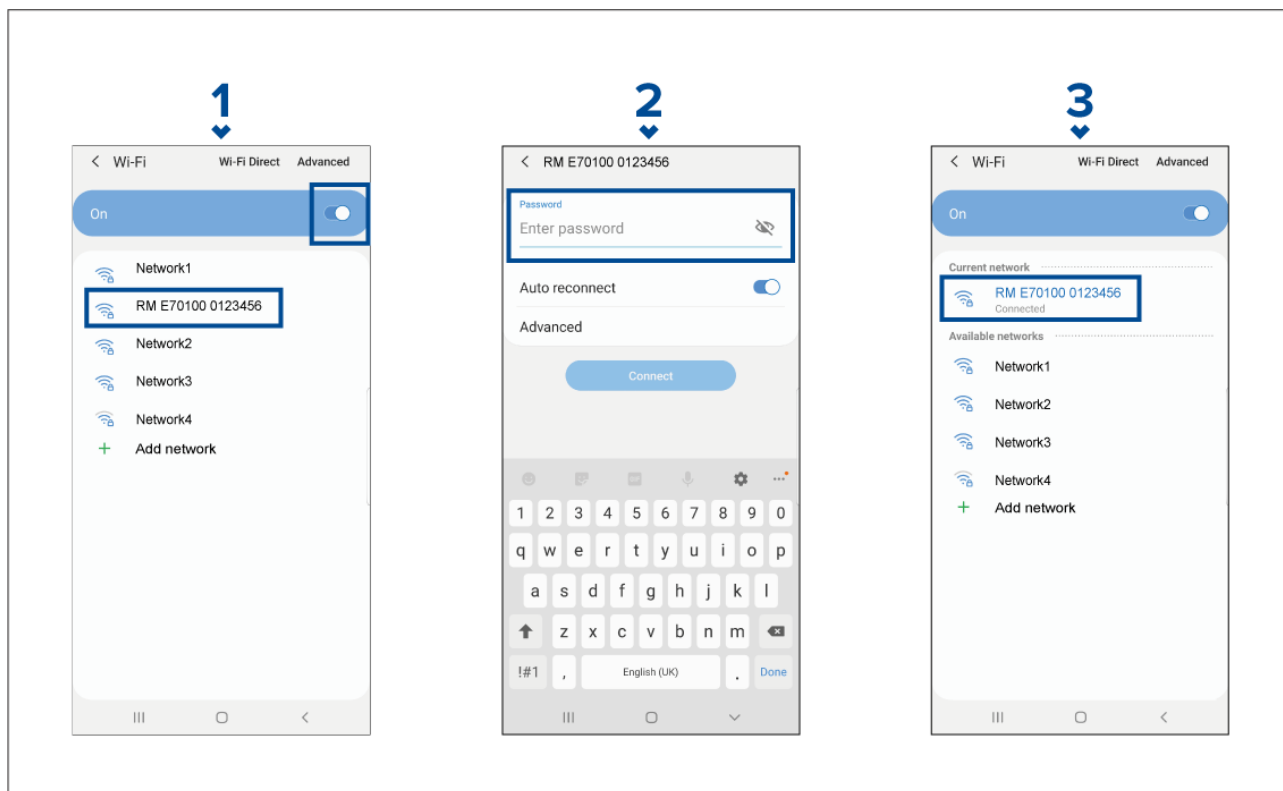 1
Wi-Fi Wi-Fi Direct Advanced
On
Network1
RM E70100 0123456
Network2
Network3
Network4
+ Add network
2
RM E70100 0123456
Password
Enter password
Auto reconnect
Advanced
Connect
1 2 3 4 5 6 7 8 9 0
q w e r t y u i o p
a s d f g h j k l
z x c v b n m
!#1 , English (UK) . Done
3
Wi-Fi Wi-Fi Direct Advanced
On
Current network
RM E70100 0123456
Connected
Available networks
Network1
Network2
Network3
Network4
+ Add network